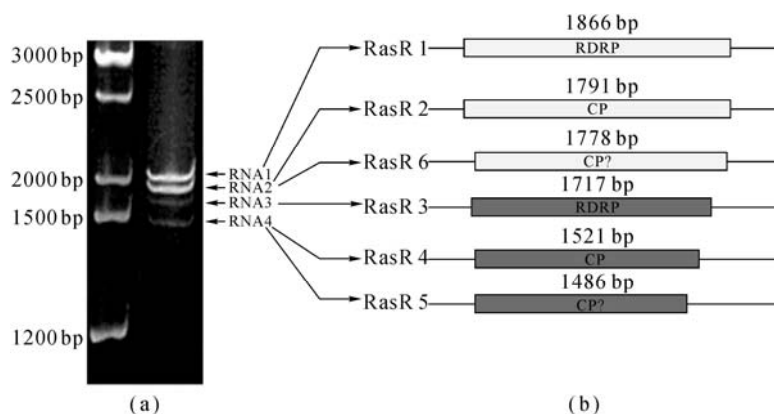 3000 bp
2500 bp
2000 bp
1500 bp
1200 bp
RNA1
RNA2
RNA3
RNA4
(a)
1866 bp
RasR 1
RDRP
1791 bp
RasR 2
CP
1778 bp
RasR 6
CP?
1717 bp
RasR 3
RDRP
1521 bp
RasR 4
CP
1486 bp
RasR 5
CP?
(b)